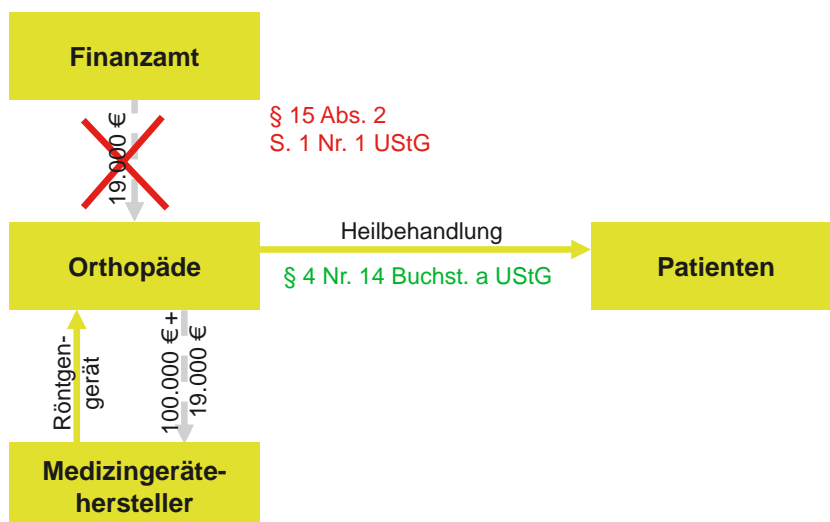 Finanzamt
19.000 €
§ 15 Abs. 2
S. 1 Nr. 1 UStG
Orthopäde
Heilbehandlung
§ 4 Nr. 14 Buchst. a UStG
Patienten
Röntgen-
gerät
100.000 € +
19.000 €
Medizingeräte-
hersteller